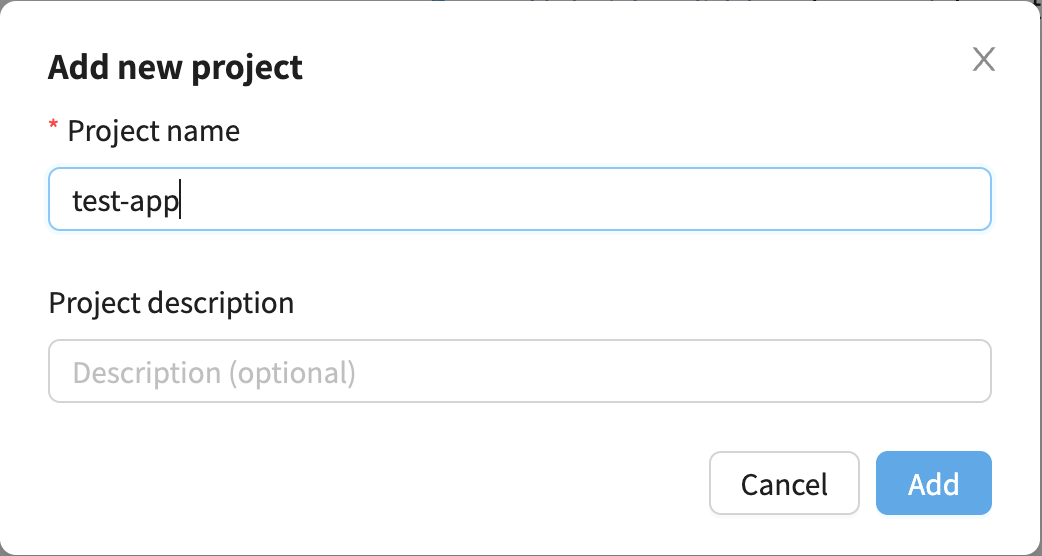 Add new project
* Project name
test-app
Project description
Description (optional)
Cancel
Add